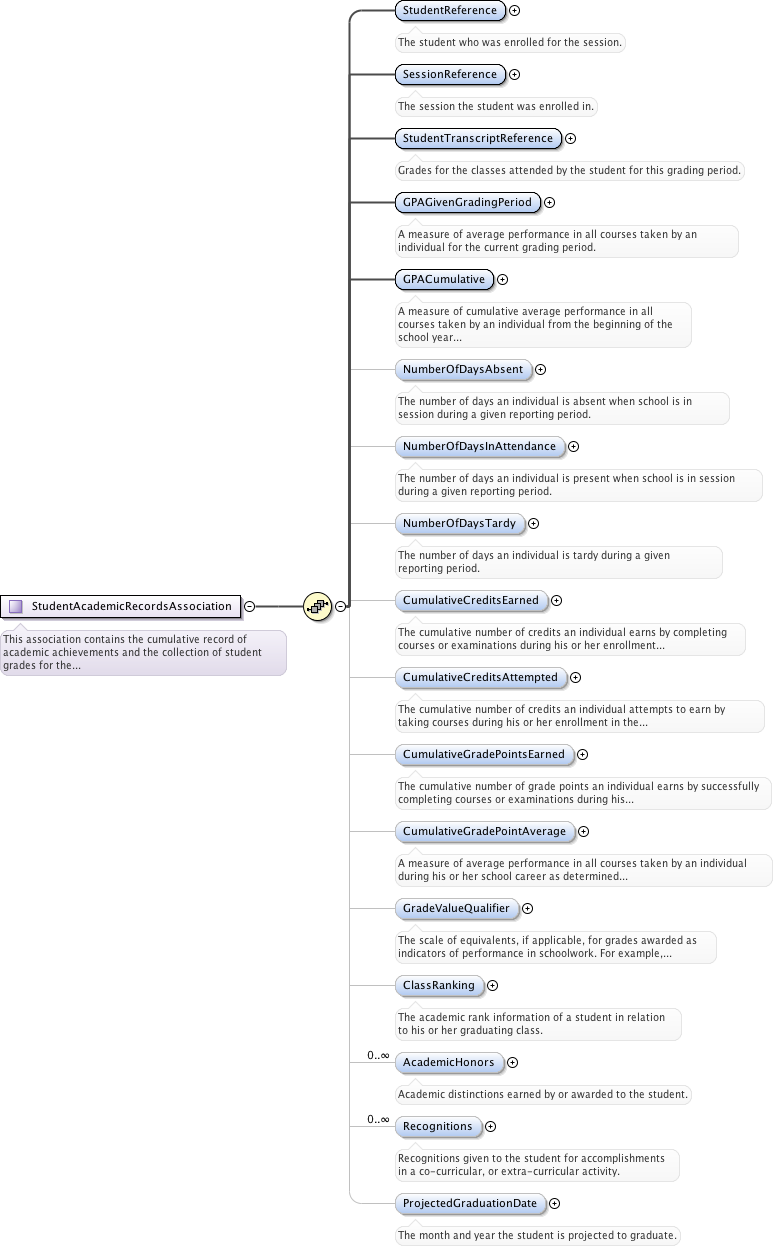 StudentReference
The student who was enrolled for the session.
SessionReference
The session the student was enrolled in.
StudentTranscriptReference
Grades for the classes attended by the student for this grading period.
GPAGivenGradingPeriod
A measure of average performance in all courses taken by an
individual for the current grading period.
GPACumulative
A measure of cumulative average performance in all
courses taken by an individual from the beginning of the
school year...
NumberOfDaysAbsent
The number of days an individual is absent when school is in
session during a given reporting period.
NumberOfDaysInAttendance
The number of days an individual is present when school is in session
during a given reporting period.
NumberOfDaysTardy
The number of days an individual is tardy during a given
reporting period.
StudentAcademicRecordsAssociation
This association contains the cumulative record of
academic achievements and the collection of student
grades for the...
CumulativeCreditsEarned
The cumulative number of credits an individual earns by completing
courses or examinations during his or her enrollment...
CumulativeCreditsAttempted
The cumulative number of credits an individual attempts to earn by
taking courses during his or her enrollment in the...
CumulativeGradePointsEarned
The cumulative number of grade points an individual earns by successfully
completing courses or examinations during his...
CumulativeGradePointAverage
A measure of average performance in all courses taken by an individual
during his or her school career as determined...
GradeValueQualifier
The scale of equivalents, if applicable, for grades awarded as
indicators of performance in schoolwork. For example,...
ClassRanking
The academic rank information of a student in relation
to his or her graduating class.
0..∞
AcademicHonors
Academic distinctions earned by or awarded to the student.
0..∞
Recognitions
Recognitions given to the student for accomplishments
in a co-curricular, or extra-curricular activity.
ProjectedGraduationDate
The month and year the student is projected to graduate.